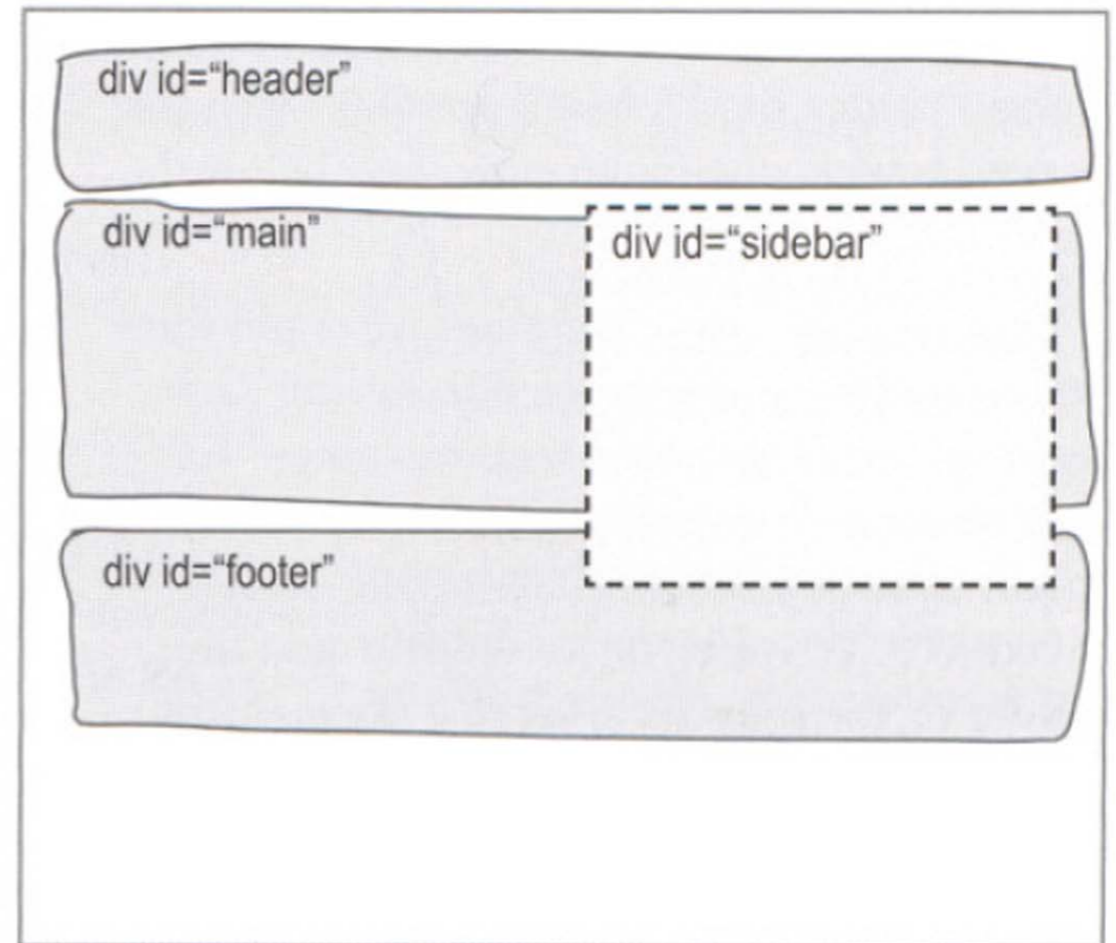 div id=“header”
div id=“main”
div id=“sidebar”
div id=“footer”